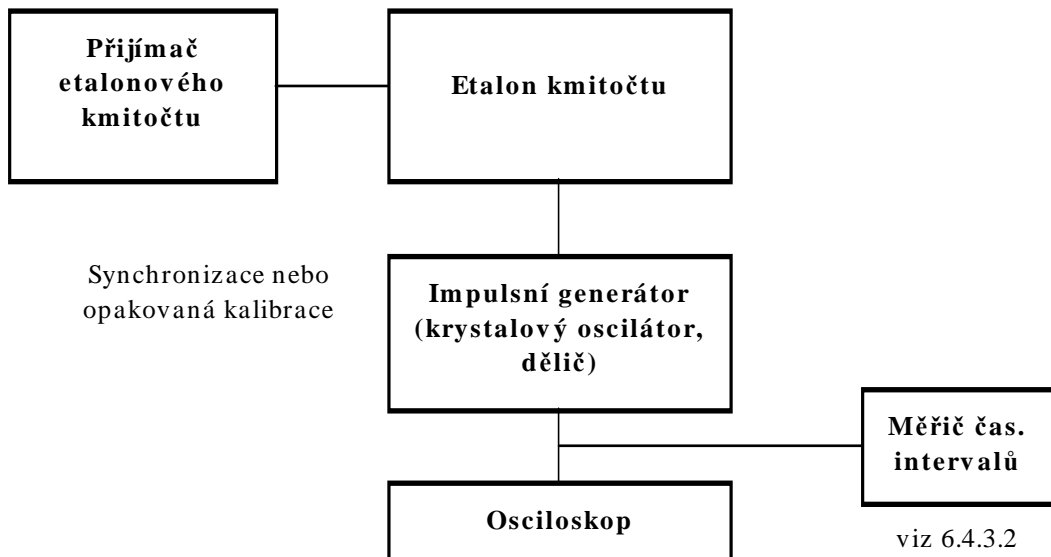 Přijímač
etalonového
kmitočtu
Etalon kmitočtu
Synchronizace nebo
opakovaná kalibrace
Impulsní generátor
(krystalový oscilátor,
dělič)
Měřič čas.
intervalů
Osciloskop
viz 6.4.3.2